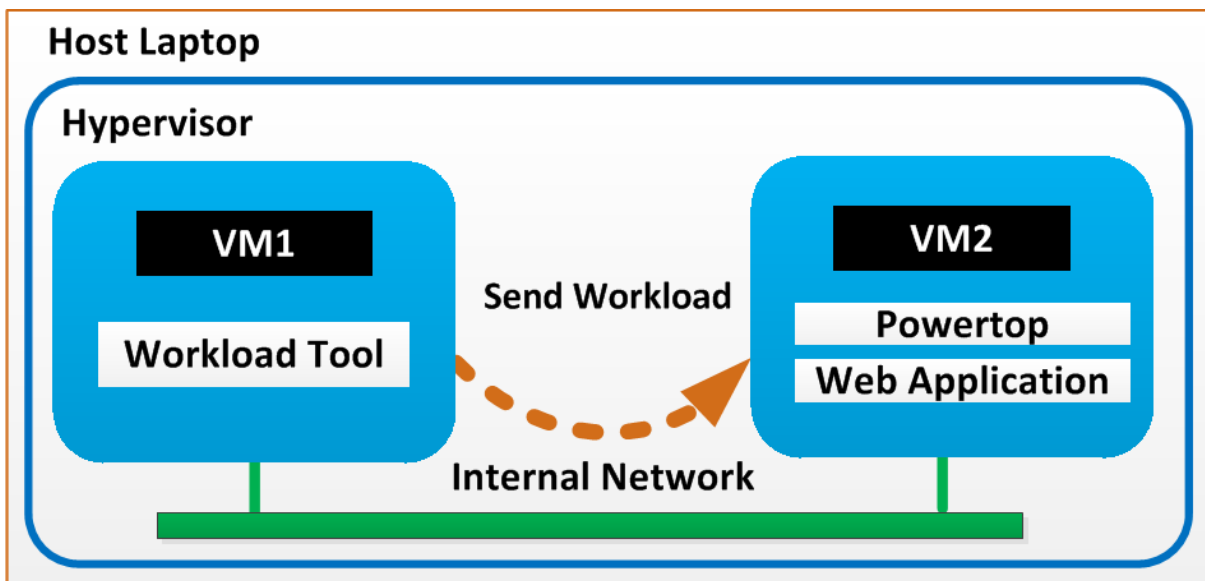 Host Laptop
Hypervisor
VM1
Workload Tool
Send Workload
VM2
Powertop
Web Application
Internal Network